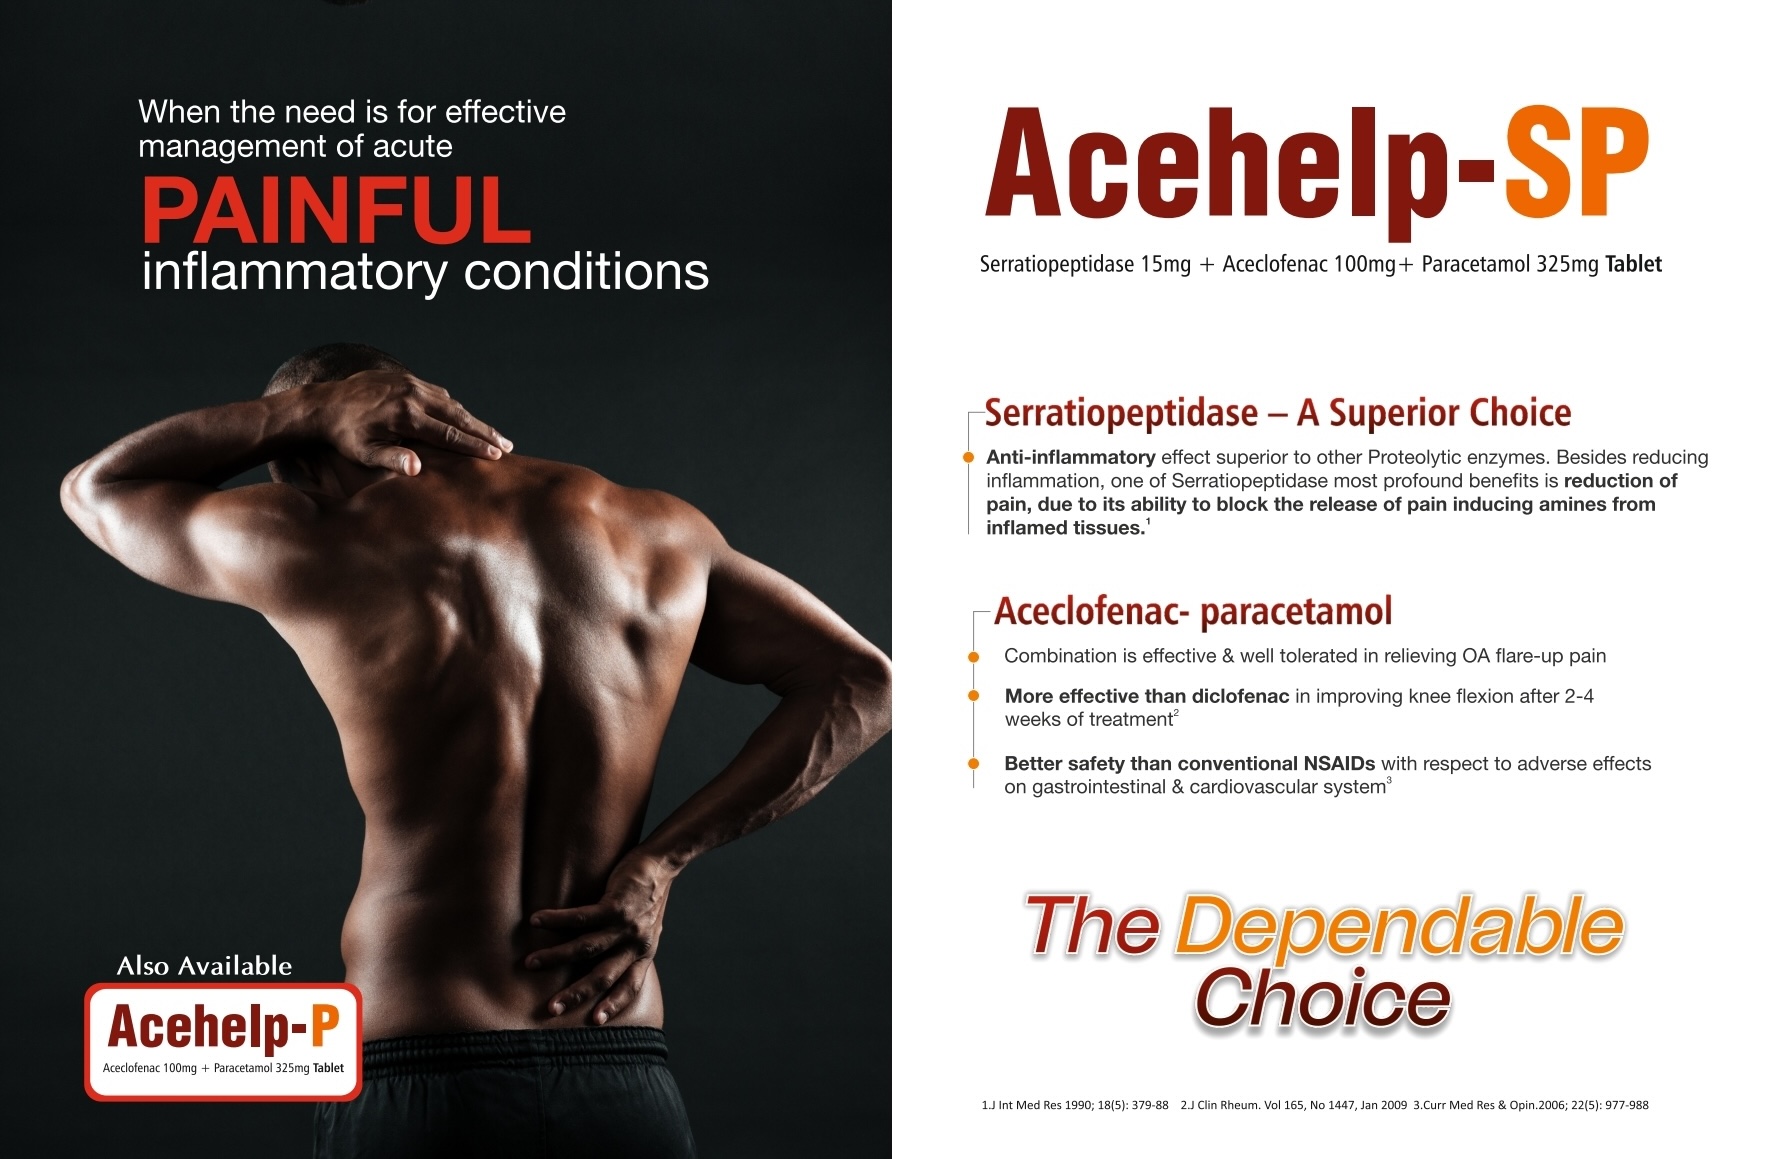 When the need is for effective
management of acute
PAINFUL
inflammatory conditions
Also Available
Acehelp-P
Aceclofenac 100mg + Paracetamol 325mg Tablet
Acehelp-SP
Serratiopeptidase 15mg + Aceclofenac 100mg+ Paracetamol 325mg Tablet
Serratiopeptidase – A Superior Choice
Anti-inflammatory effect superior to other Proteolytic enzymes. Besides reducing
inflammation, one of Serratiopeptidase most profound benefits is reduction of
pain, due to its ability to block the release of pain inducing amines from
inflamed tissues.1
Aceclofenac- paracetamol
Combination is effective & well tolerated in relieving OA flare-up pain
More effective than diclofenac in improving knee flexion after 2-4
weeks of treatment2
Better safety than conventional NSAIDs with respect to adverse effects
on gastrointestinal & cardiovascular system3
The Dependable
Choice
1.J Int Med Res 1990; 18(5): 379-88 2.J Clin Rheum. Vol 165, No 1447, Jan 2009 3.Curr Med Res & Opin.2006; 22(5): 977-988